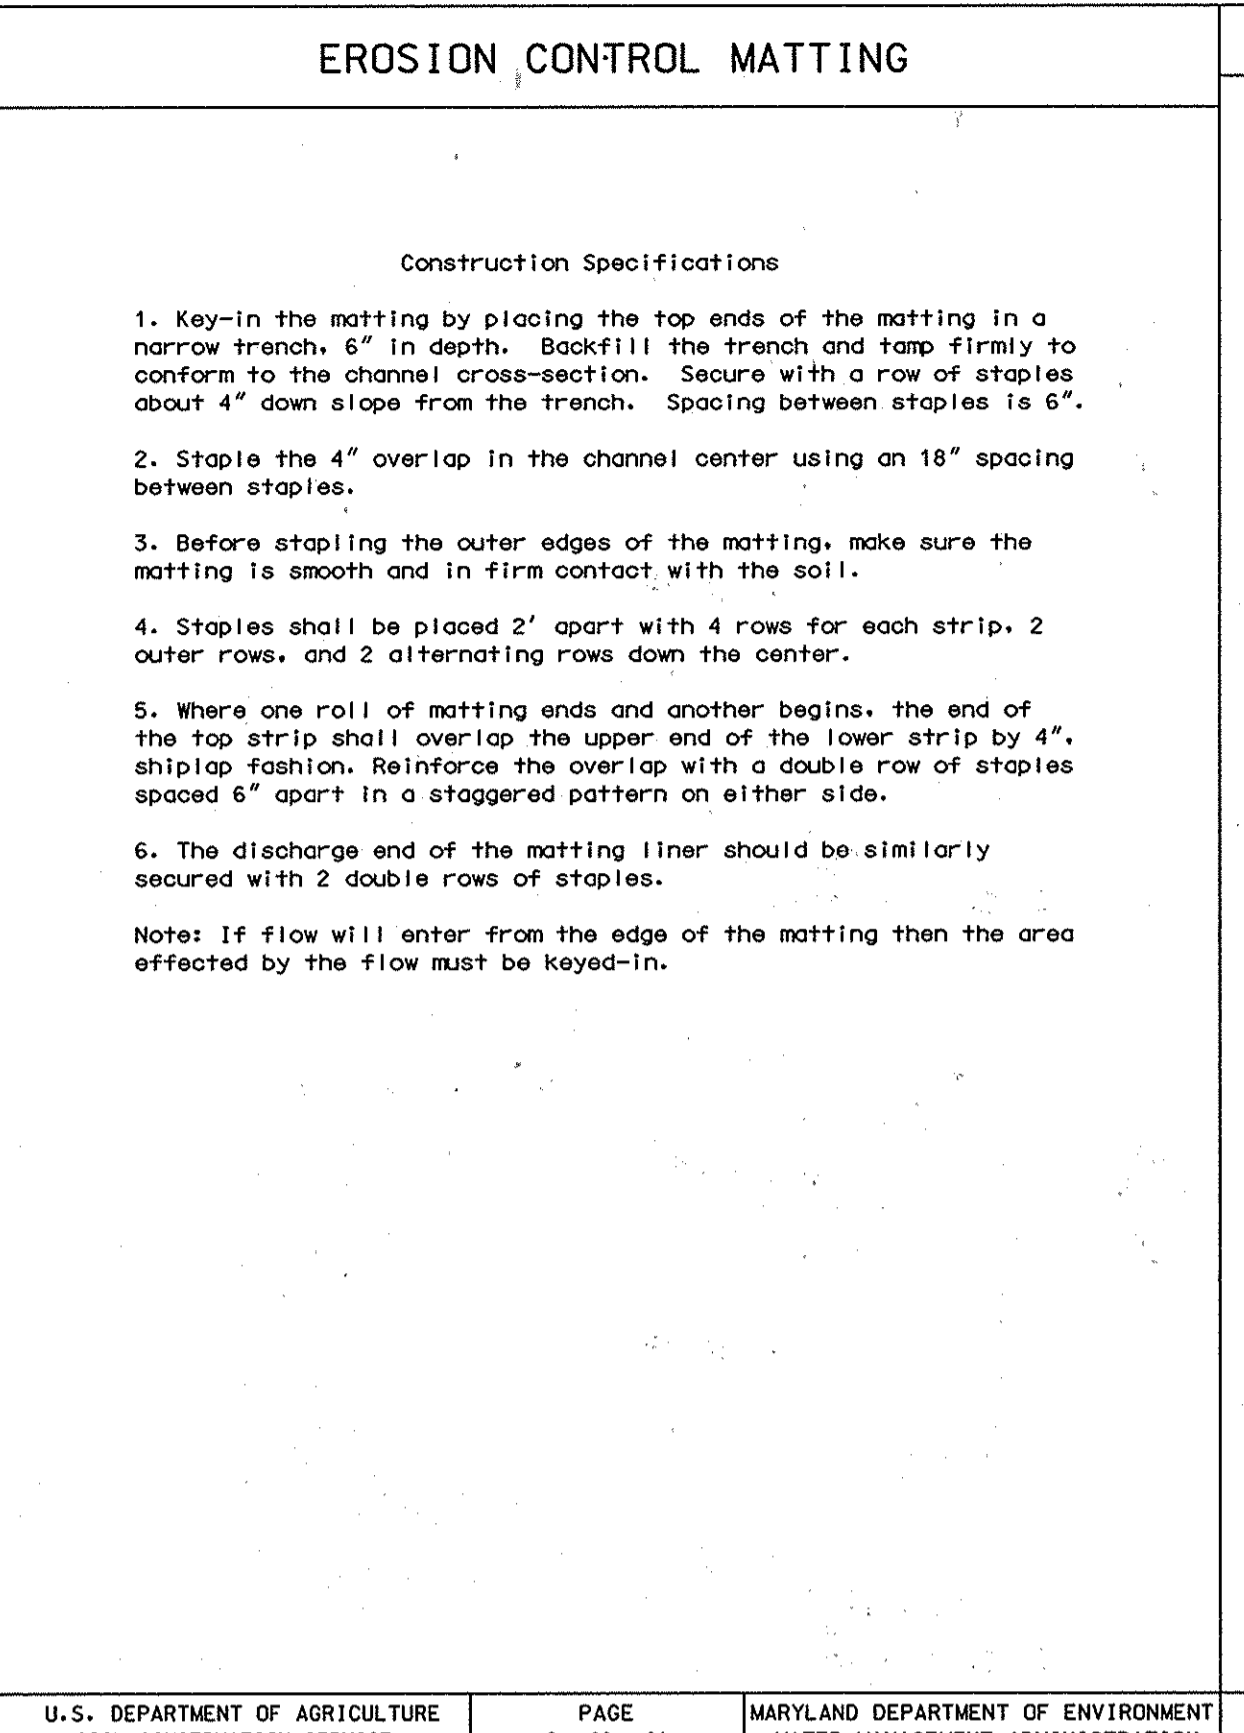 EROSION CONTROL MATTING
Construction Specifications
1. Key-in the matting by placing the top ends of the matting in a
narrow trench, 6" in depth. Backfill the trench and tamp firmly to
conform to the channel cross-section. Secure with a row of staples
about 4" down slope from the trench. Spacing between staples is 6".
2. Staple the 4" overlap in the channel center using an 18" spacing
between staples.
3. Before stapling the outer edges of the matting, make sure the
matting is smooth and in firm contact with the soil.
4. Staples shall be placed 2' apart with 4 rows for each strip, 2
outer rows, and 2 alternating rows down the center.
5. Where one roll of matting ends and another begins, the end of
the top strip shall overlap the upper end of the lower strip by 4",
shiplap fashion. Reinforce the overlap with a double row of staples
spaced 6" apart in a staggered pattern on either side.
6. The discharge end of the matting liner should be similarly
secured with 2 double rows of staples.
Note: If flow will enter from the edge of the matting then the area
effected by the flow must be keyed-in.
U.S. DEPARTMENT OF AGRICULTURE
PAGE
MARYLAND DEPARTMENT OF ENVIRONMENT